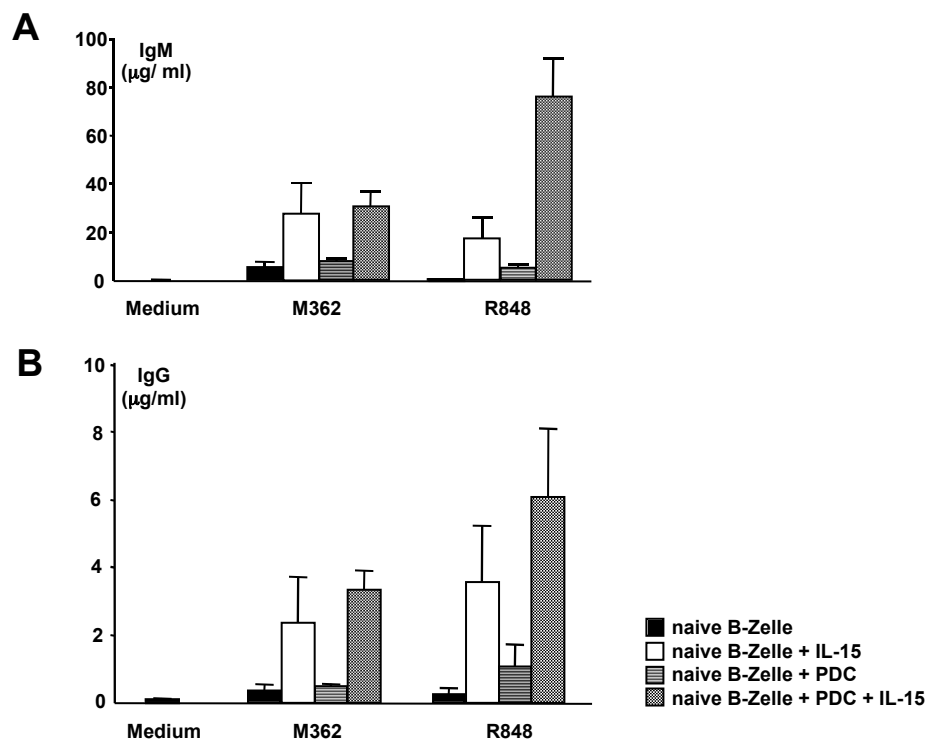 A
IgM
(μg/ ml)
100
80
60
40
20
0
Medium M362 R848
B
IgG
(μg/ml)
10
8
6
4
2
0
Medium M362 R848
naive B-Zelle
naive B-Zelle + IL-15
naive B-Zelle + PDC
naive B-Zelle + PDC + IL-15